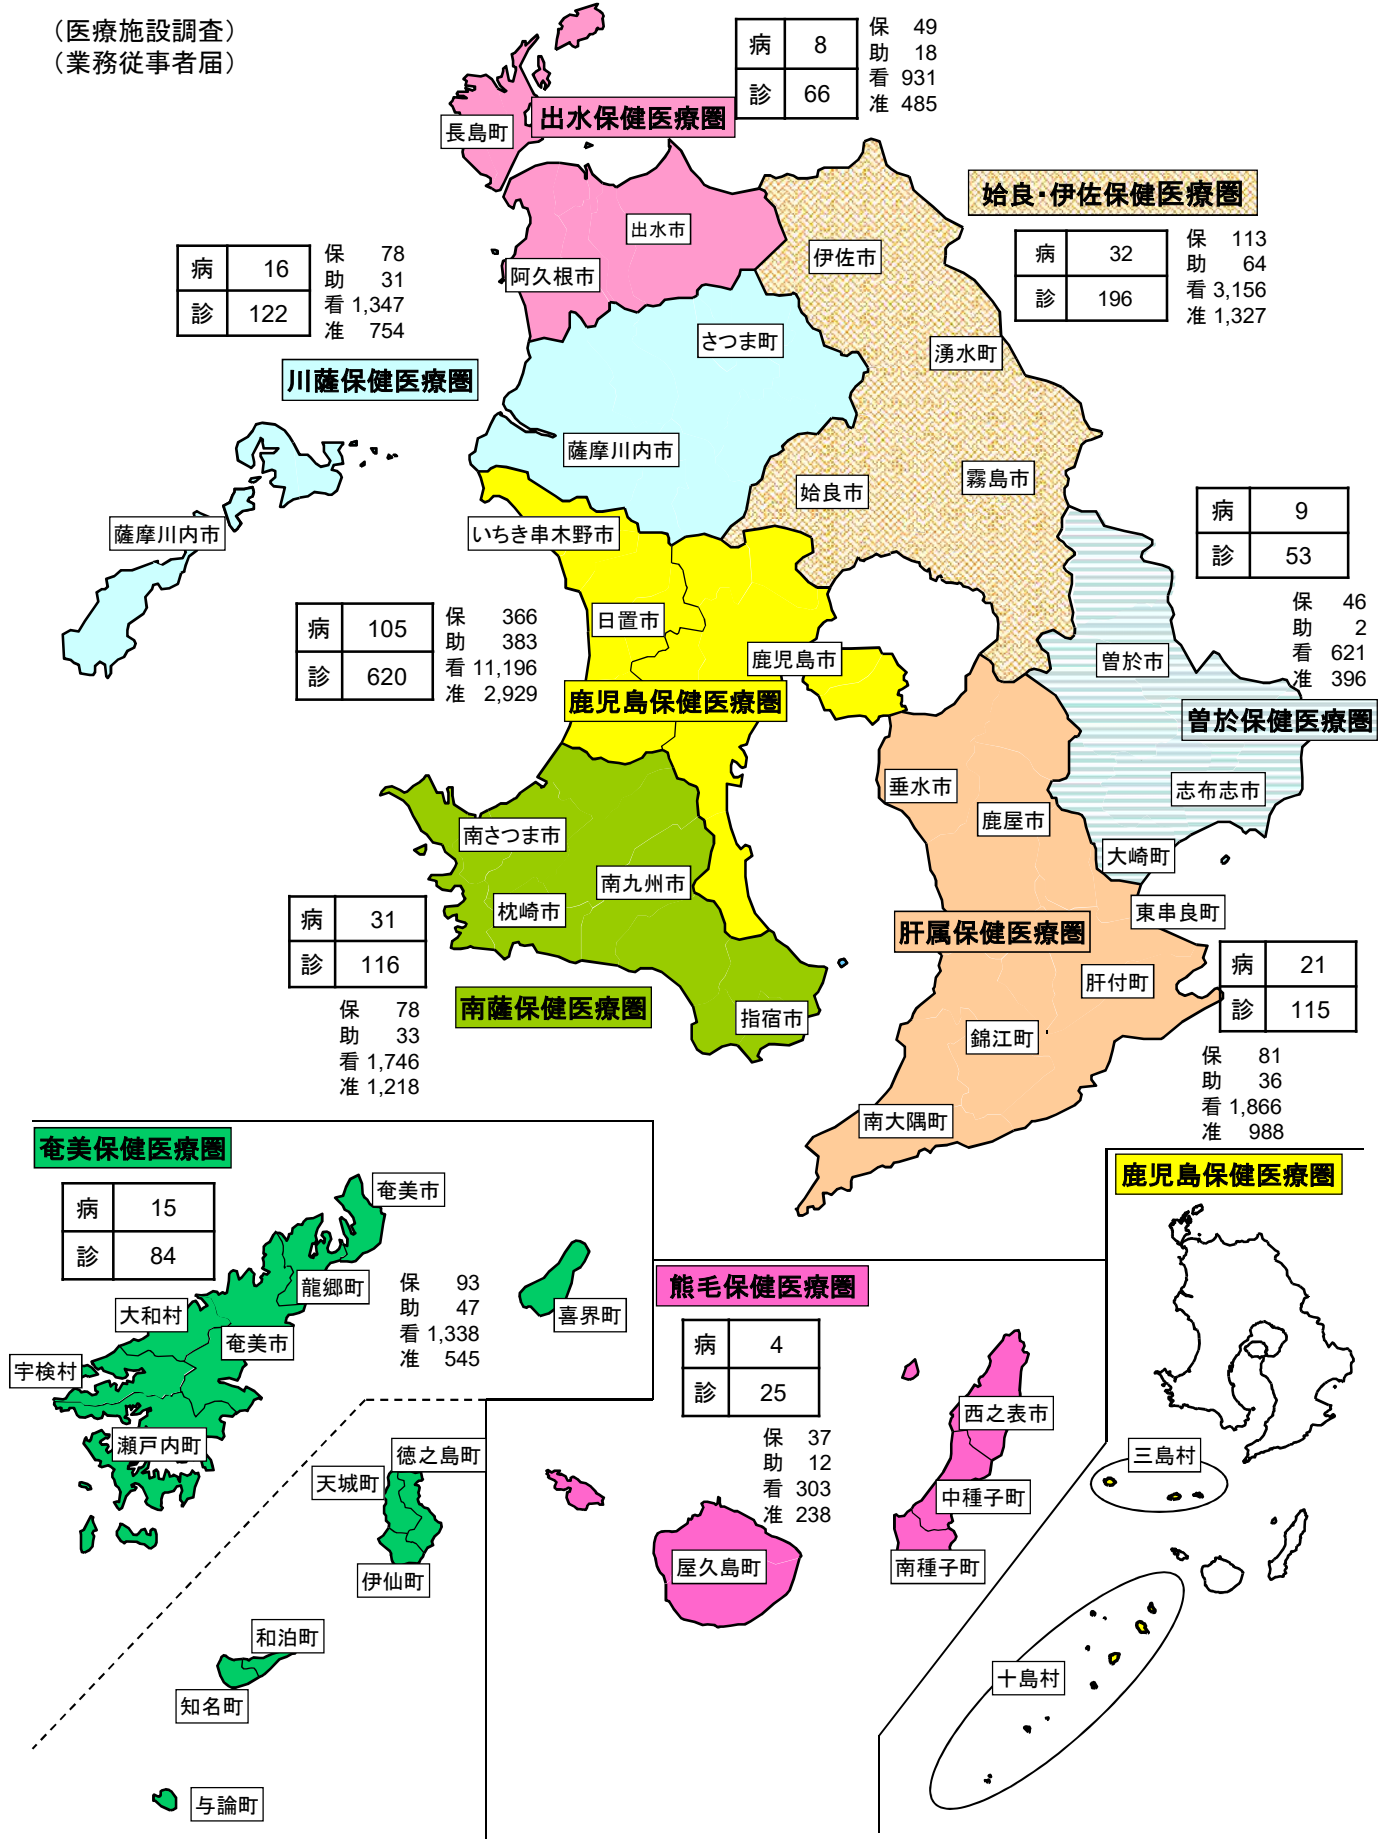 （医療施設調査）
（業務従事者届）
病 8
診 66
保 49
助 18
看 931
准 485
出水保健医療圏
長島町
出水市
阿久根市
姶良・伊佐保健医療圏
病 32
診 196
保 113
助 64
看 3,156
准 1,327
伊佐市
湧水町
霧島市
姶良市
病 16
診 122
保 78
助 31
看 1,347
准 754
川薩保健医療圏
さつま町
薩摩川内市
薩摩川内市
いちき串木野市
日置市
鹿児島市
病 105
診 620
保 366
助 383
看 11,196
准 2,929
鹿児島保健医療圏
病 9
診 53
保 46
助 2
看 621
准 396
曽於市
曽於保健医療圏
志布志市
大崎町
垂水市
鹿屋市
東串良町
肝属保健医療圏
肝付町
錦江町
南大隅町
病 21
診 115
保 81
助 36
看 1,866
准 988
南さつま市
南九州市
枕崎市
指宿市
病 31
診 116
保 78
助 33
看 1,746
准 1,218
南薩保健医療圏
奄美保健医療圏
病 15
診 84
奄美市
龍郷町
大和村
奄美市
宇検村
瀬戸内町
保 93
助 47
看 1,338
准 545
喜界町
徳之島町
天城町
伊仙町
和泊町
知名町
与論町
熊毛保健医療圏
病 4
診 25
保 37
助 12
看 303
准 238
西之表市
中種子町
南種子町
屋久島町
鹿児島保健医療圏
三島村
十島村